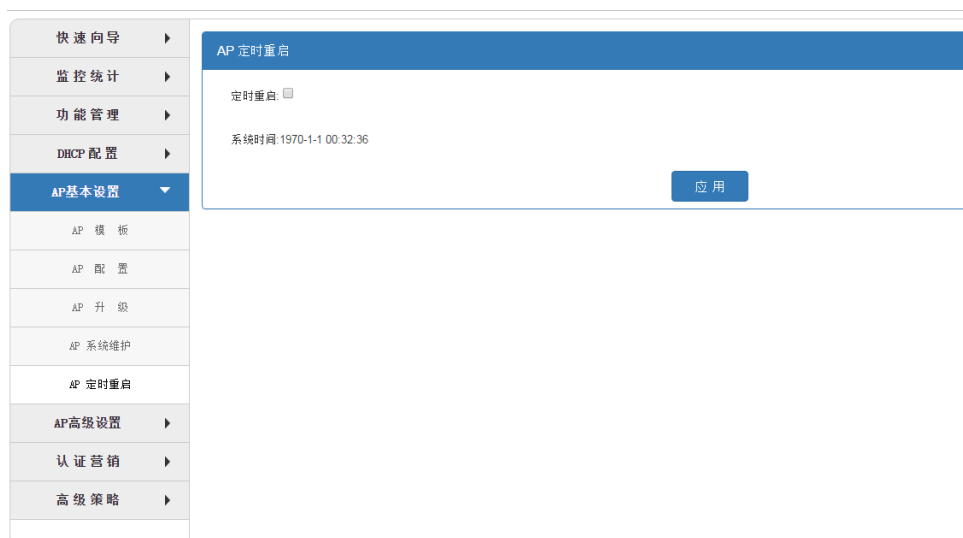 快速向导
监控统计
功能管理
DHCP 配置
AP基本设置
AP 模 板
AP 配 置
AP 升 级
AP 系统维护
AP 定时重启
AP高级设置
认证营销
高级策略
AP 定时重启
定时重启:
系统时间:1970-1-1 00:32:36
应 用